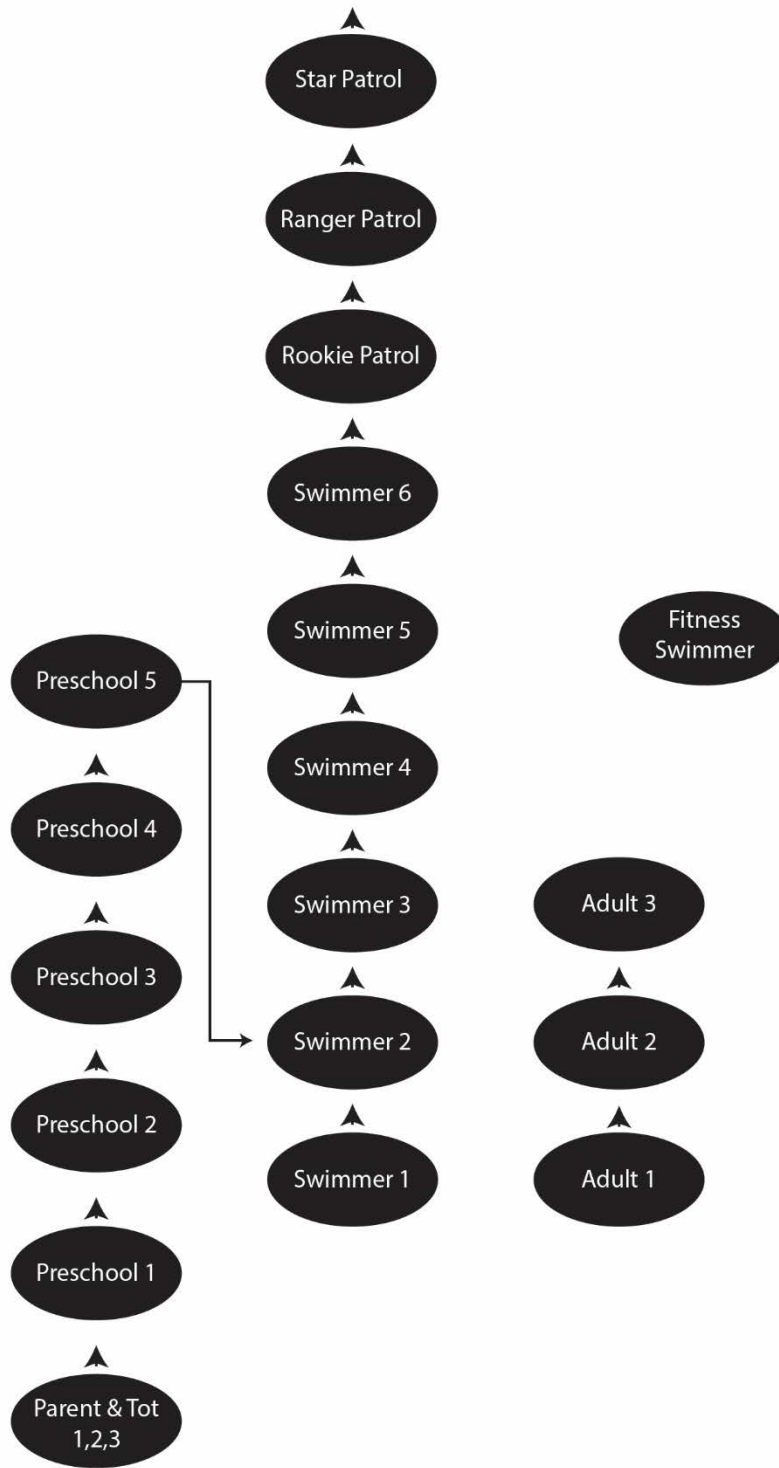 Star Patrol
Ranger Patrol
Rookie Patrol
Swimmer 6
Swimmer 5
Fitness
Swimmer
Preschool 5
Swimmer 4
Preschool 4
Swimmer 3
Adult 3
Preschool 3
Swimmer 2
Adult 2
Preschool 2
Swimmer 1
Adult 1
Preschool 1
Parent & Tot
1,2,3